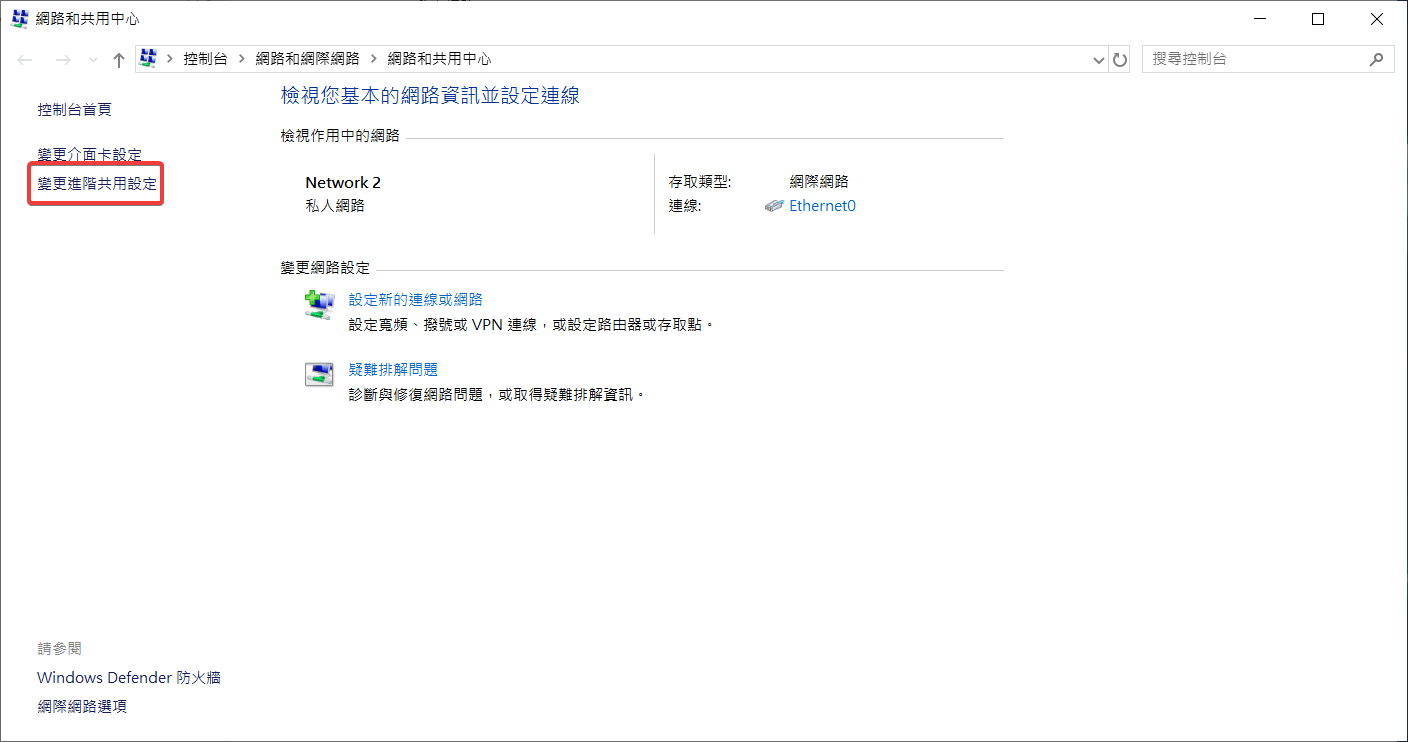 網路和共用中心
控制台 網路和網際網路 網路和共用中心
搜尋控制台
控制台首頁
變更介面卡設定
變更進階共用設定
檢視您基本的網路資訊並設定連線
檢視作用中的網路
Network 2
私人網路
存取類型: 網際網路
連線: Ethernet0
變更網路設定
設定新的連線或網路
設定寬頻、撥號或 VPN 連線，或設定路由器或存取點。
疑難排解問題
診斷與修復網路問題，或取得疑難排解資訊。
請參閱
Windows Defender 防火牆
網際網路選項